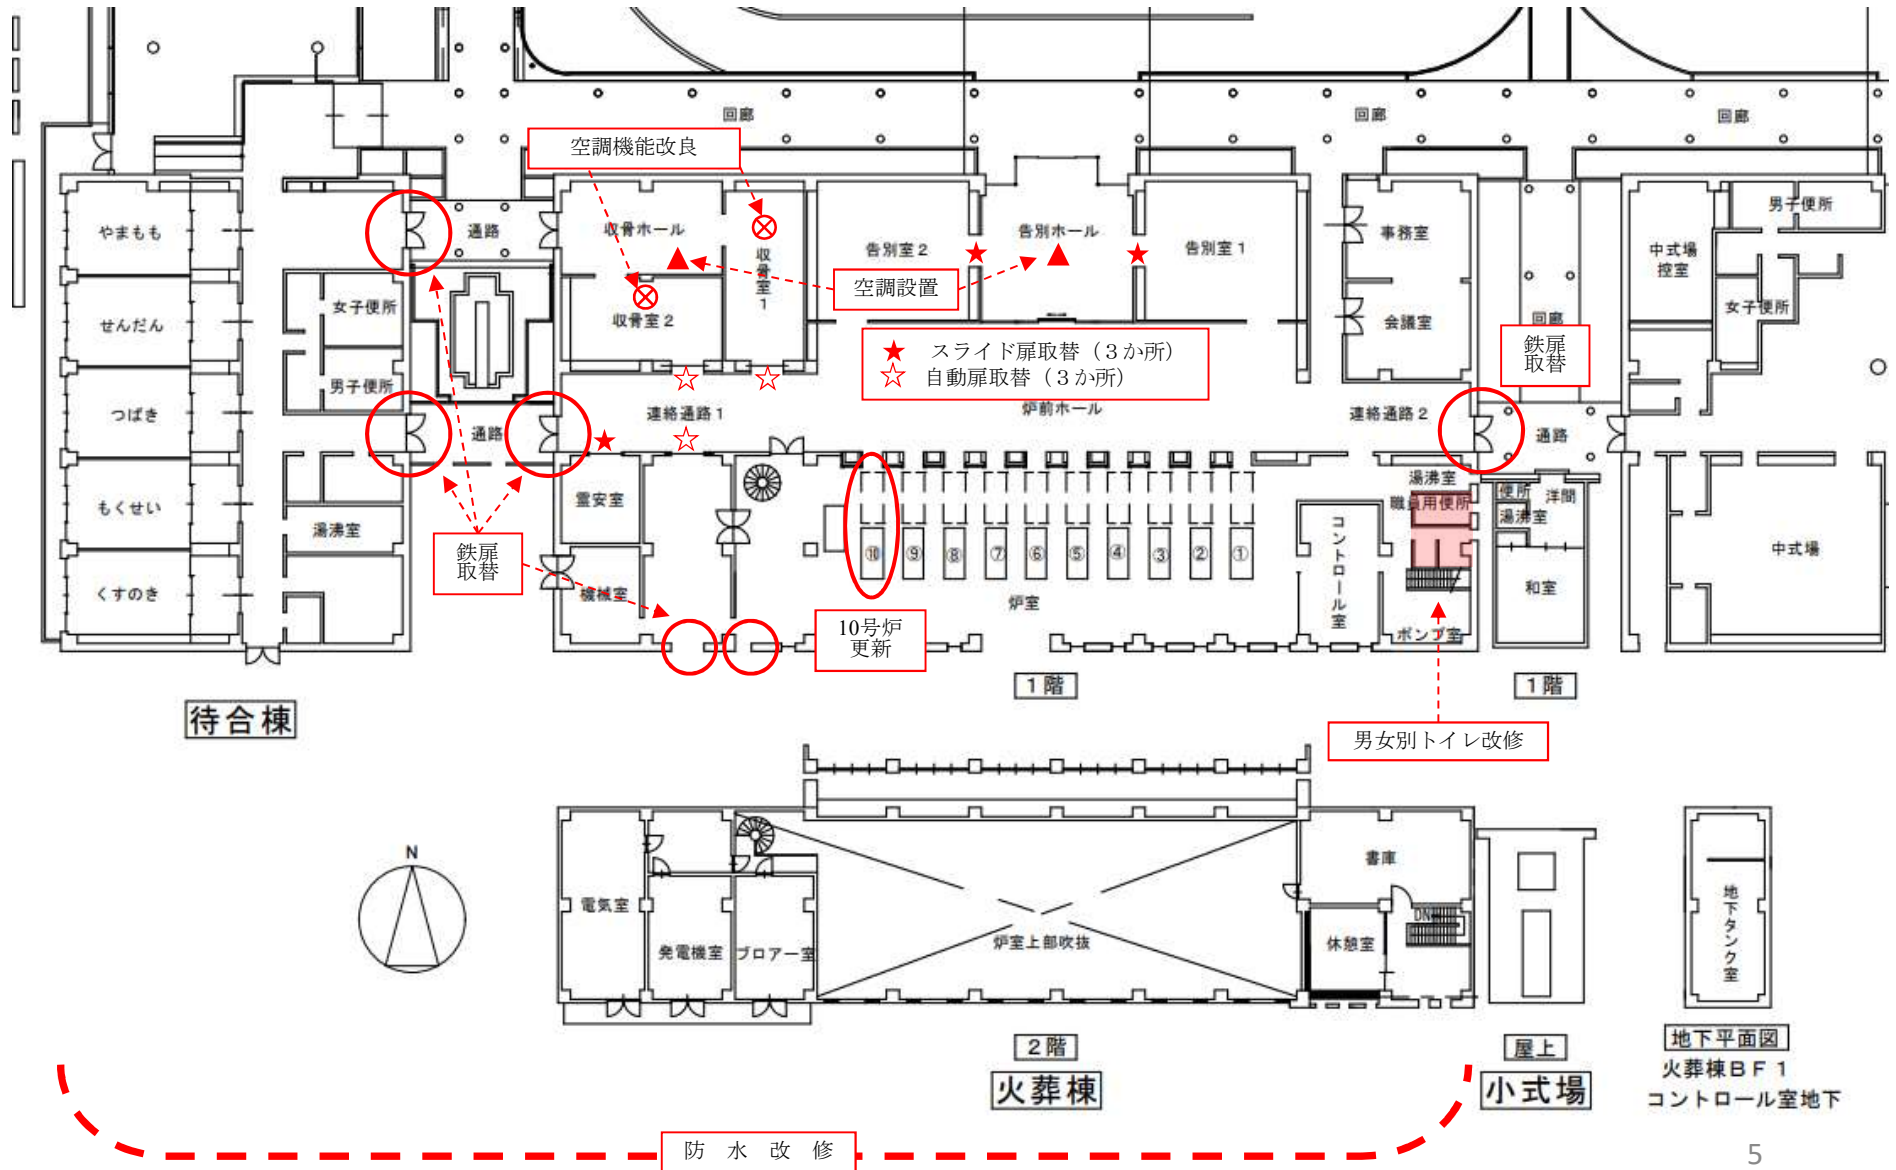 回廊
回廊
回廊
空調機能改良
やまもも
通路
収骨ホール
収骨室1
告別室2
告別ホール
告別室1
事務室
中式場
控室
男子便所
空調設置
せんだん
女子便所
収骨室2
会議室
回廊
女子便所
★ スライド扉取替（３か所）
☆ 自動扉取替（３か所）
鉄扉
取替
つばき
男子便所
通路
連絡通路1
炉前ホール
連絡通路2
通路
もくせい
湯沸室
霊安室
湯沸室
職員用便所
便所
洋間
湯沸室
鉄扉
取替
⑩
⑨
⑧
⑦
⑥
⑤
④
③
②
①
コントロール室
中式場
くすのき
機械室
炉室
和室
10号炉
更新
ポンプ室
1階
1階
待合棟
男女別トイレ改修
N
電気室
発電機室
ブロアー室
炉室上部吹抜
書庫
DN
休憩室
地下タンク室
2階
火葬棟
屋上
小式場
地下平面図
火葬棟BF1
コントロール室地下
防水改修
5